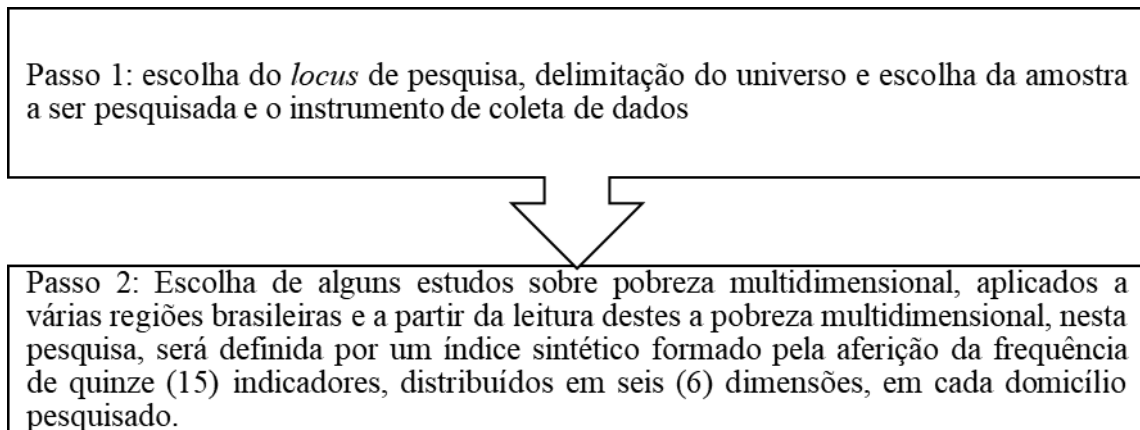 Passo 1: escolha do locus de pesquisa, delimitação do universo e escolha da amostra
a ser pesquisada e o instrumento de coleta de dados
Passo 2: Escolha de alguns estudos sobre pobreza multidimensional, aplicados a
várias regiões brasileiras e a partir da leitura destes a pobreza multidimensional, nesta
pesquisa, será definida por um índice sintético formado pela aferição da frequência
de quinze (15) indicadores, distribuídos em seis (6) dimensões, em cada domicílio
pesquisado.